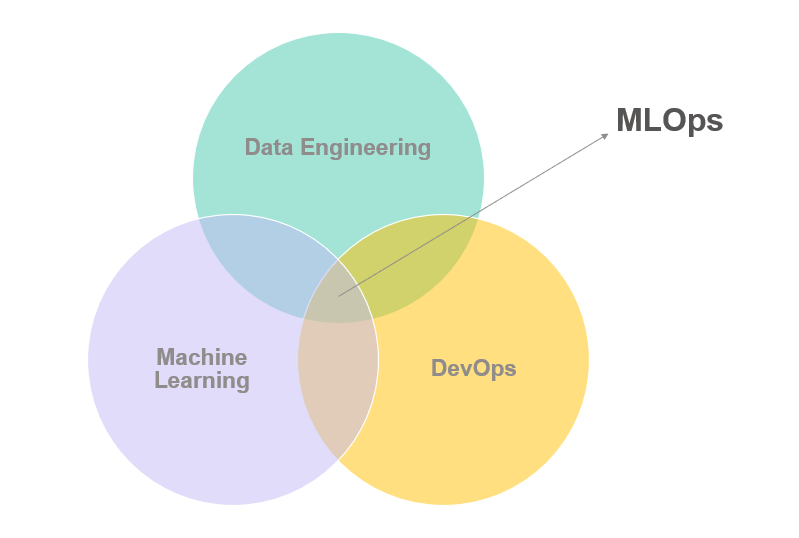 MLOps
Data Engineering
Machine
Learning
DevOps